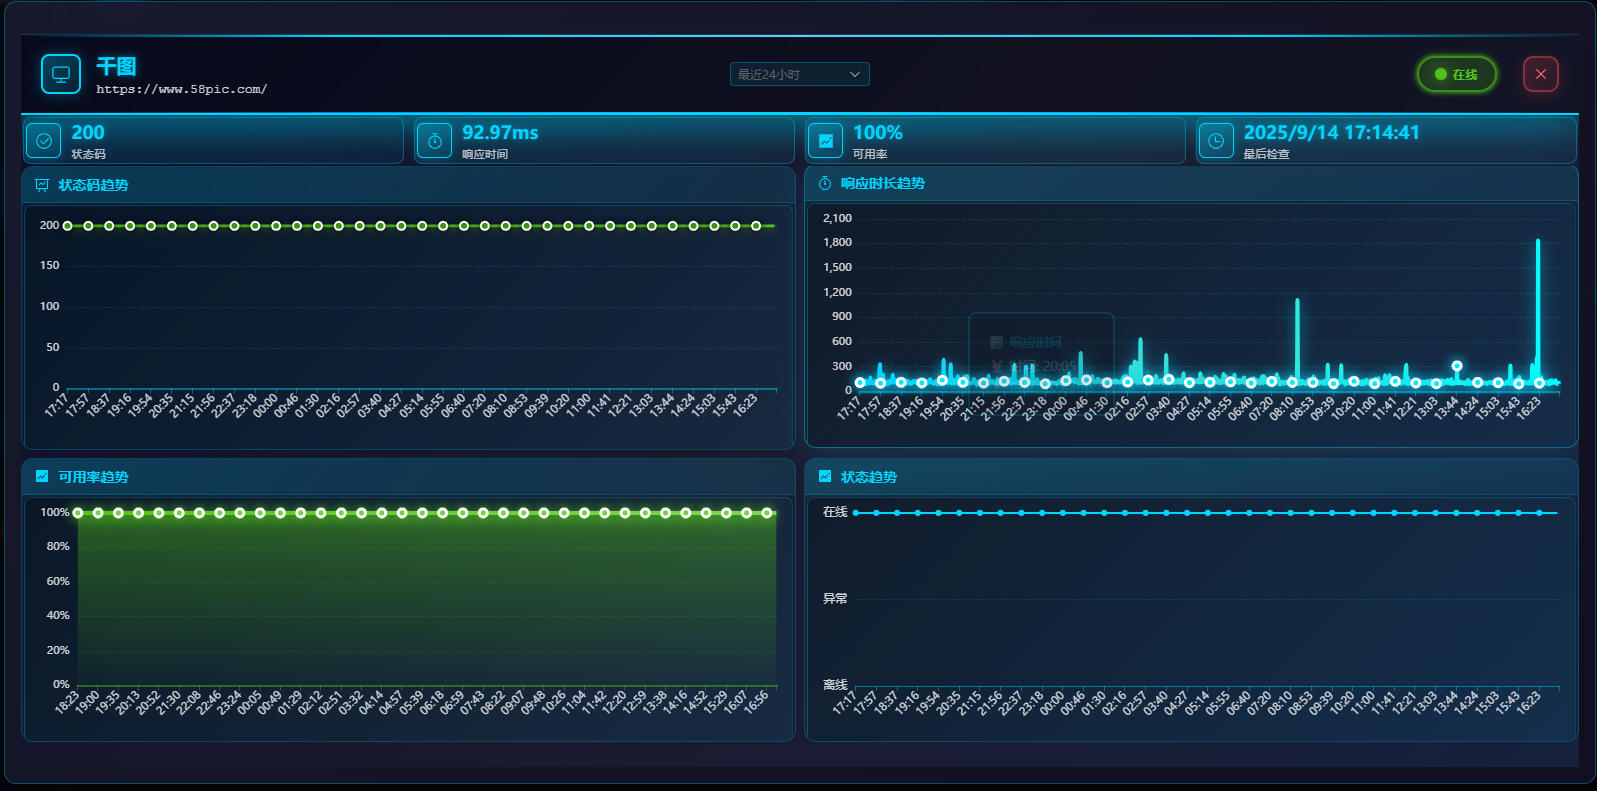 千图
https://www.58pic.com/
最近24小时
在线
200
状态码
92.97ms
响应时间
100%
可用率
2025/9/14 17:14:41
最后检查
状态码趋势
200
150
100
50
0
17:17 17:57 18:37 19:16 19:54 20:35 21:15 21:56 22:37 23:18 00:00 00:46 01:30 02:16 02:57 03:40 04:27 05:14 05:55 06:40 07:20 08:10 08:53 09:39 10:20 11:00 11:41 12:21 13:03 13:44 14:24 15:03 15:43 16:23
响应时长趋势
2,100
1,800
1,500
1,200
900
600
300
0
响应时间
时间: 20:05
17:17 17:57 18:37 19:16 19:54 20:35 21:15 21:56 22:37 23:18 00:00 00:46 01:30 02:16 02:57 03:40 04:27 05:14 05:55 06:40 07:20 08:10 08:53 09:39 10:20 11:00 11:41 12:21 13:03 13:44 14:24 15:03 15:43 16:23
可用率趋势
100%
80%
60%
40%
20%
0%
18:23 19:00 19:35 20:13 20:52 21:30 22:08 22:46 23:24 00:05 00:49 01:29 02:12 02:51 03:32 04:14 04:57 05:39 06:18 06:59 07:43 08:22 09:07 09:48 10:26 11:04 11:42 12:20 12:59 13:38 14:16 14:52 15:29 16:07 16:56
状态趋势
在线
异常
离线
17:17 17:57 18:37 19:16 19:54 20:35 21:15 21:56 22:37 23:18 00:00 00:46 01:30 02:16 02:57 03:40 04:27 05:14 05:55 06:40 07:20 08:10 08:53 09:39 10:20 11:00 11:41 12:21 13:03 13:44 14:24 15:03 15:43 16:23